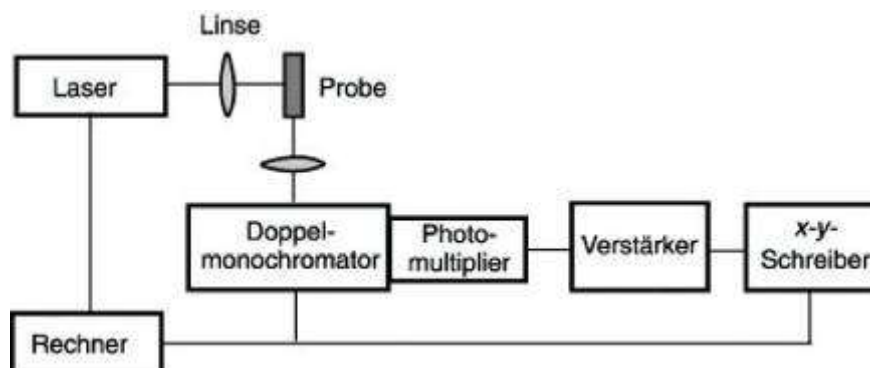 Linse
Laser
Probe
Doppel-
monochromator
Photo-
multiplier
Verstärker
x-y-
Schreiber
Rechner